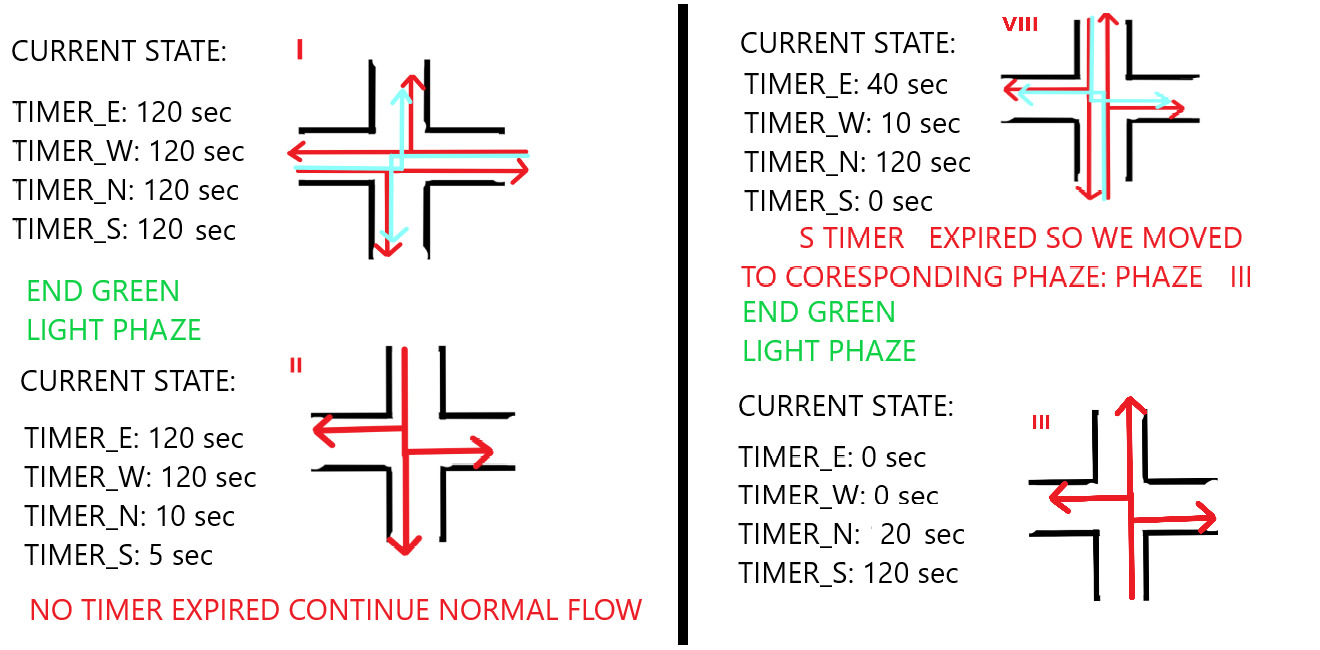 CURRENT STATE:
I
TIMER_E: 120 sec
TIMER_W: 120 sec
TIMER_N: 120 sec
TIMER_S: 120 sec
END GREEN
LIGHT PHAZE
CURRENT STATE:
II
TIMER_E: 120 sec
TIMER_W: 120 sec
TIMER_N: 10 sec
TIMER_S: 5 sec
NO TIMER EXPIRED CONTINUE NORMAL FLOW
VIII
CURRENT STATE:
TIMER_E: 40 sec
TIMER_W: 10 sec
TIMER_N: 120 sec
TIMER_S: 0 sec
S TIMER EXPIRED SO WE MOVED
TO CORESPONDING PHAZE: PHAZE III
END GREEN
LIGHT PHAZE
CURRENT STATE:
III
TIMER_E: 0 sec
TIMER_W: 0 sec
TIMER_N: 20 sec
TIMER_S: 120 sec